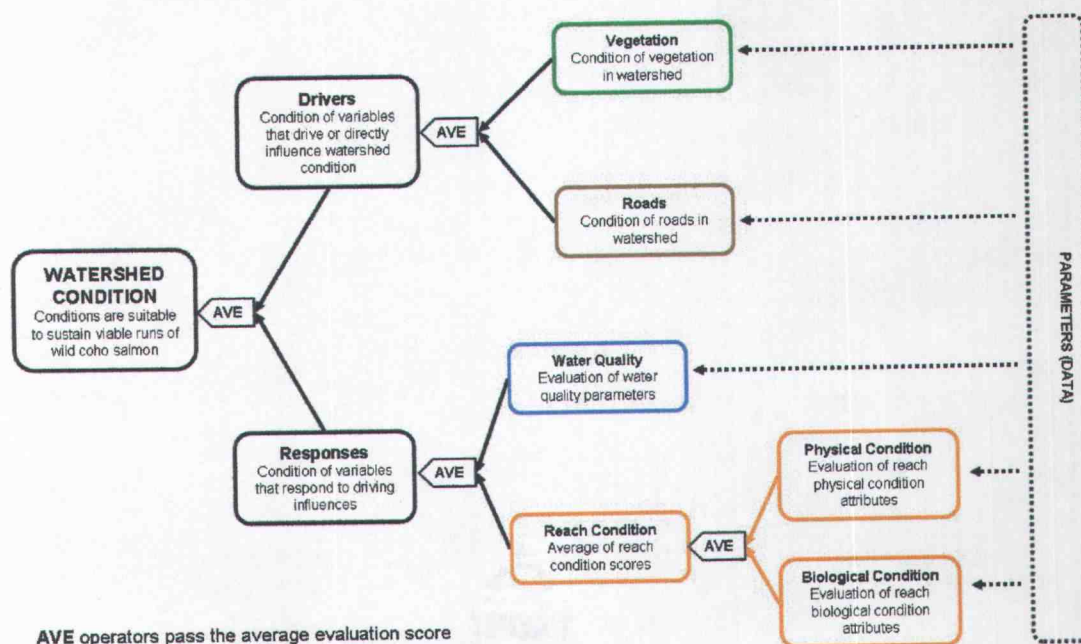 Vegetation
Condition of vegetation
in watershed
Drivers
Condition of variables
that drive or directly
influence watershed
condition
AVE
Roads
Condition of roads in
watershed
WATERSHED
CONDITION
Conditions are suitable
to sustain viable runs of
wild coho salmon
AVE
Water Quality
Evaluation of water
quality parameters
Responses
Condition of variables
that respond to driving
influences
AVE
Reach Condition
Average of reach
condition scores
AVE
Physical Condition
Evaluation of reach
physical condition
attributes
Biological Condition
Evaluation of reach
biological condition
attributes
PARAMETERS (DATA)
AVE operators pass the average evaluation score